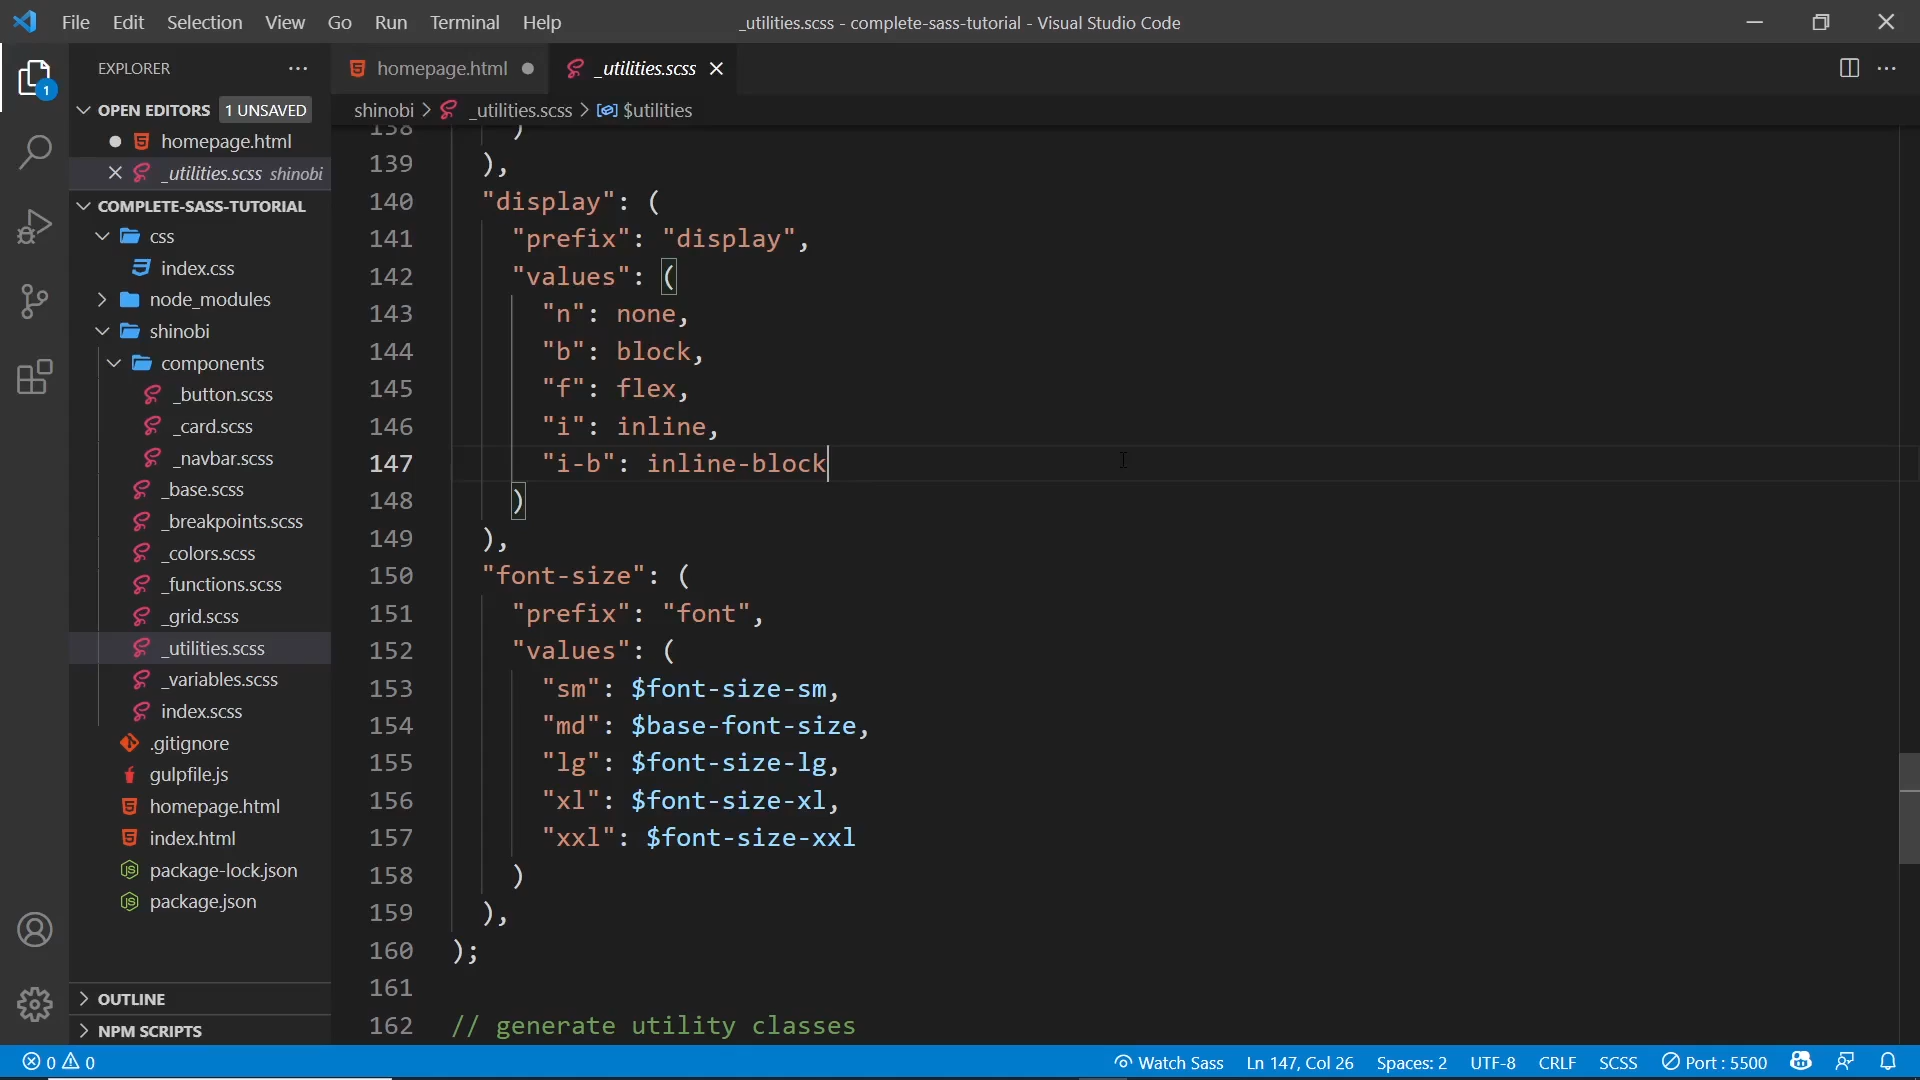 File Edit Selection View Go Run Terminal Help
_utilities.scss - complete-sass-tutorial - Visual Studio Code
EXPLORER
OPEN EDITORS 1 UNSAVED
homepage.html
_utilities.scss shinobi
COMPLETE-SASS-TUTORIAL
css
index.css
node_modules
shinobi
components
_button.scss
_card.scss
_navbar.scss
_base.scss
_breakpoints.scss
_colors.scss
_functions.scss
_grid.scss
_utilities.scss
_variables.scss
index.scss
.gitignore
gulpfile.js
homepage.html
index.html
package-lock.json
package.json
OUTLINE
NPM SCRIPTS
1
homepage.html
_utilities.scss
shinobi > _utilities.scss > $utilities
138 )
139 ),
140 "display": (
141 "prefix": "display",
142 "values": (
143 "n": none,
144 "b": block,
145 "f": flex,
146 "i": inline,
147 "i-b": inline-block
148 )
149 ),
150 "font-size": (
151 "prefix": "font",
152 "values": (
153 "sm": $font-size-sm,
154 "md": $base-font-size,
155 "lg": $font-size-lg,
156 "xl": $font-size-xl,
157 "xxl": $font-size-xxl
158 )
159 ),
160 );
161
162 // generate utility classes
0 0
Watch Sass Ln 147, Col 26 Spaces: 2 UTF-8 CRLF SCSS Port : 5500